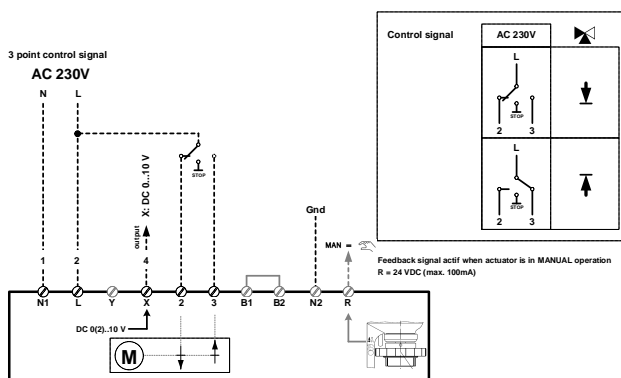 3 point control signal
AC 230V
N L
STOP
X: DC 0...10 V
output
Gnd
MAN =
1 2 4
N1 L Y X 2 3 B1 B2 N2 R
DC 0(2)..10 V
M
Control signal
AC 230V
L
STOP
2 3
L
STOP
2 3
Feedback signal actif when actuator is in MANUAL operation
R = 24 VDC (max. 100mA)